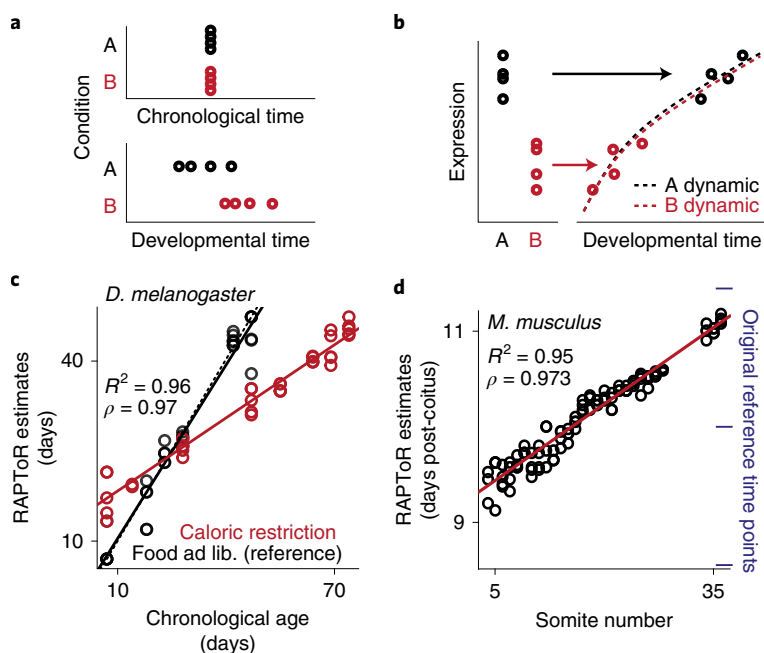 a
Condition
A
B
Chronological time
A
B
Developmental time
b
Expression
A dynamic
B dynamic
A B Developmental time
c
D. melanogaster
RAPToR estimates
(days)
40
10
R² = 0.96
ρ = 0.97
Caloric restriction
Food ad lib. (reference)
10 70
Chronological age
(days)
d
M. musculus
RAPToR estimates
(days post-coitus)
11
9
R² = 0.95
ρ = 0.973
5 35
Somite number
Original reference time points